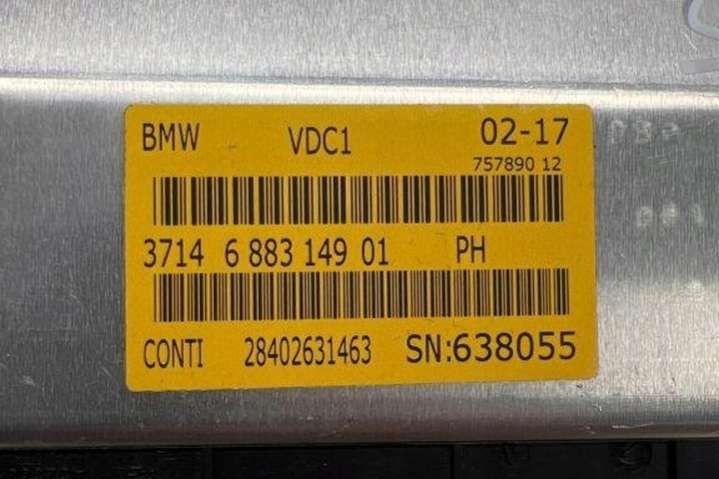 BMW VDC1 02-17
757890 12
3714 6 883 149 01 PH
CONTI 28402631463 SN:638055